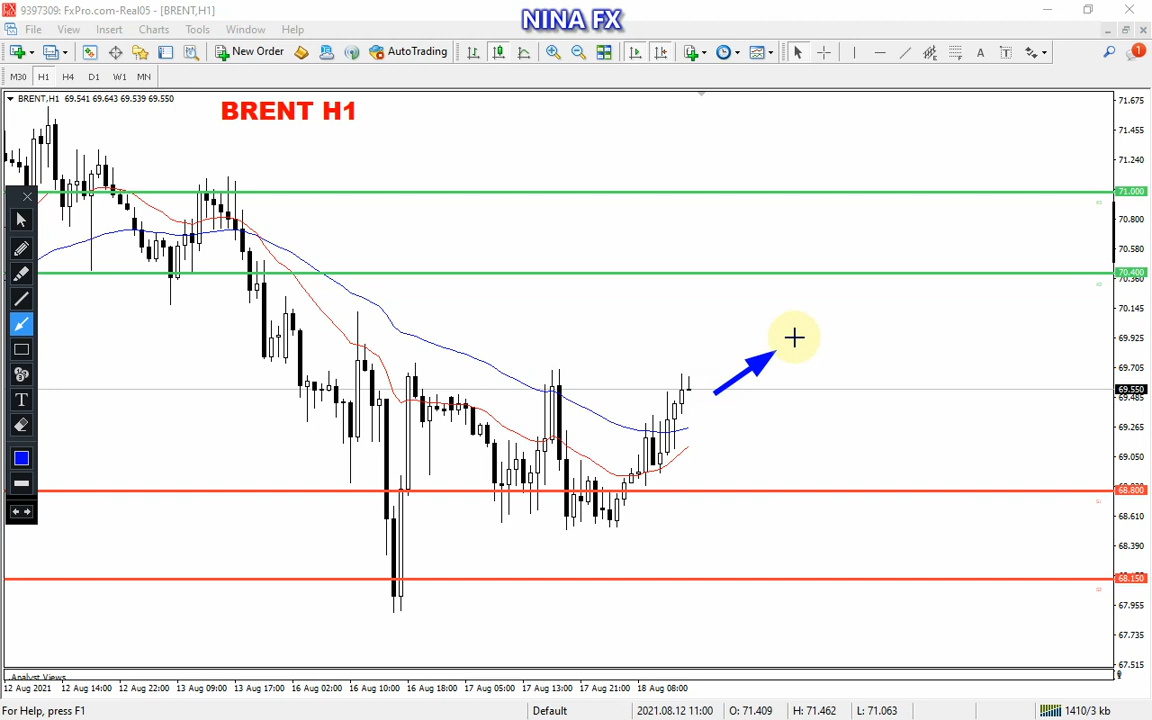 9397309: FxPro.com-Real05 - [BRENT,H1]
NINA FX
File View Insert Charts Tools Window Help
New Order AutoTrading
A T 1
M30 H1 H4 D1 W1 MN
BRENT,H1 69.541 69.643 69.539 69.550
BRENT H1
71.675
71.455
71.240
71.000
70.800
70.580
70.400
70.360
70.145
69.925
69.705
69.550
69.485
69.265
69.050
68.800
68.610
68.390
68.150
67.955
67.735
67.515
T
Analyst Views
12 Aug 2021 12 Aug 14:00 12 Aug 22:00 13 Aug 09:00 13 Aug 17:00 16 Aug 02:00 16 Aug 10:00 16 Aug 18:00 17 Aug 05:00 17 Aug 13:00 17 Aug 21:00 18 Aug 08:00
For Help, press F1 Default 2021.08.12 11:00 O: 71.409 H: 71.462 L: 71.063 1410/3 kb